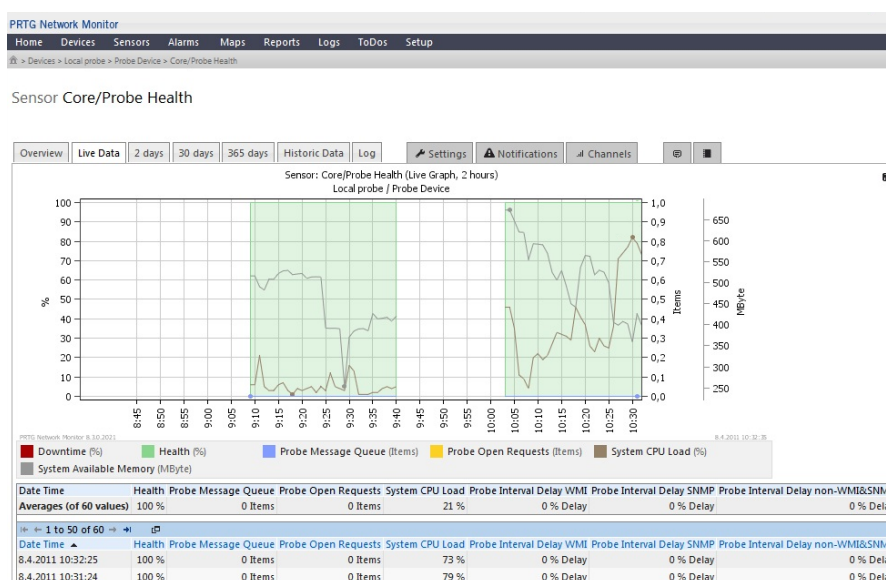 PRTG Network Monitor
Home Devices Sensors Alarms Maps Reports Logs ToDos Setup
> Devices > Local probe > Probe Device > Core/Probe Health
Sensor Core/Probe Health
Overview Live Data 2 days 30 days 365 days Historic Data Log Settings Notifications Channels
Sensor: Core/Probe Health (Live Graph, 2 hours)
Local probe / Probe Device
100 1,0
90 0,9 650
80 0,8 600
70 0,7 550
60 0,6 500
50 0,5 450
40 0,4 400
30 0,3 350
20 0,2 300
10 0,1 250
0 0,0
% Items MByte
8:45 8:50 8:55 9:00 9:05 9:10 9:15 9:20 9:25 9:30 9:35 9:40 9:45 9:50 9:55 10:00 10:05 10:10 10:15 10:20 10:25 10:30
PRTG Network Monitor 8.3.0.2021 8.4.2011 10:32:35
Downtime (%) Health (%) Probe Message Queue (Items) Probe Open Requests (Items) System CPU Load (%)
System Available Memory (MByte)
Date Time Health Probe Message Queue Probe Open Requests System CPU Load Probe Interval Delay WMI Probe Interval Delay SNMP Probe Interval Delay non-WMI&SNM
Averages (of 60 values) 100 % 0 Items 0 Items 21 % 0 % Delay 0 % Delay 0 % Dela
1 to 50 of 60
Date Time Health Probe Message Queue Probe Open Requests System CPU Load Probe Interval Delay WMI Probe Interval Delay SNMP Probe Interval Delay non-WMI&SNM
8.4.2011 10:32:25 100 % 0 Items 0 Items 73 % 0 % Delay 0 % Delay 0 % Dela
8.4.2011 10:31:24 100 % 0 Items 0 Items 79 % 0 % Delay 0 % Delay 0 % Dela